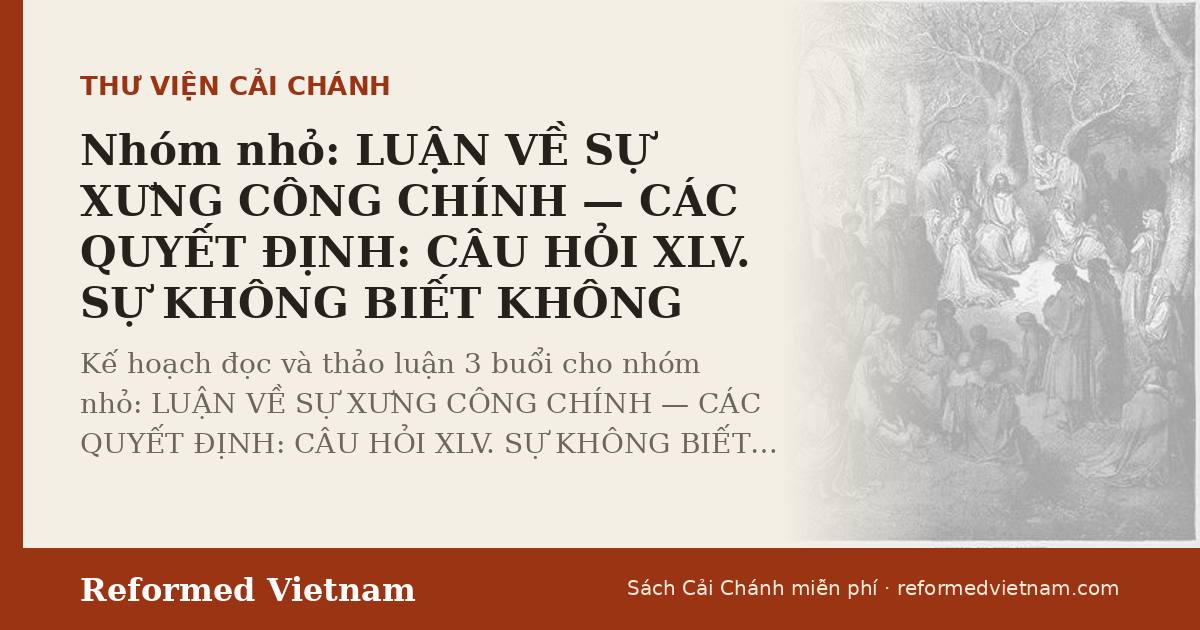 THƯ VIỆN CẢI CHÁNH
Nhóm nhỏ: LUẬN VỀ SỰ
XƯNG CÔNG CHÍNH — CÁC
QUYẾT ĐỊNH: CÂU HỎI XLV.
SỰ KHÔNG BIẾT KHÔNG
Kế hoạch đọc và thảo luận 3 buổi cho nhóm
nhỏ: LUẬN VỀ SỰ XƯNG CÔNG CHÍNH — CÁC
QUYẾT ĐỊNH: CÂU HỎI XLV. SỰ KHÔNG BIẾT…
Reformed Vietnam
Sách Cải Chánh miễn phí · reformedvietnam.com